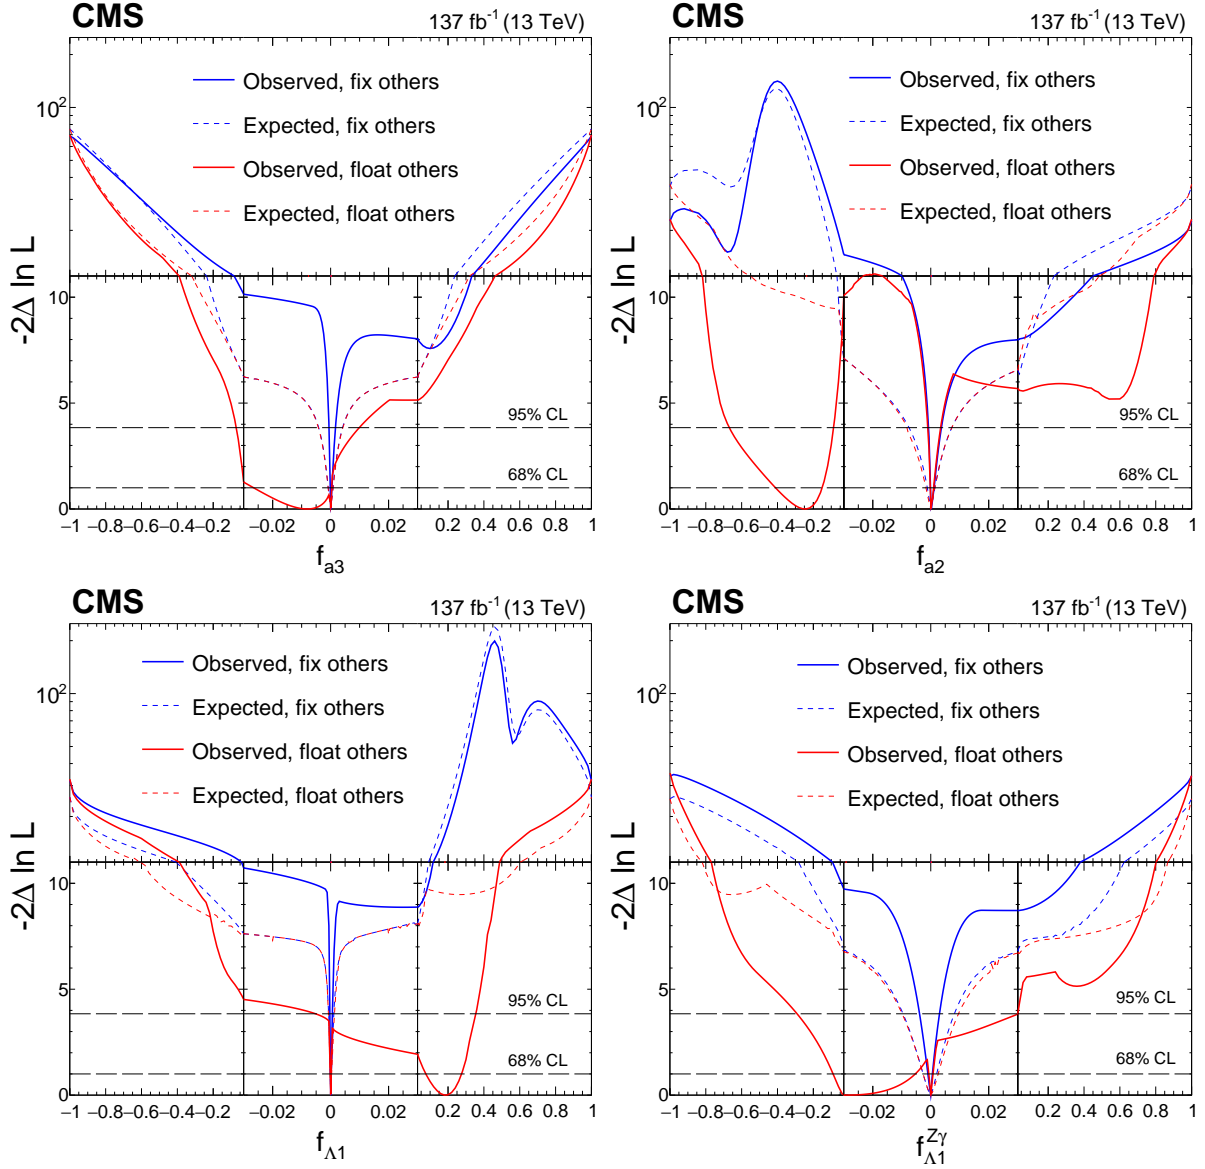 CMS 137 fb⁻¹ (13 TeV)
Observed, fix others
Expected, fix others
Observed, float others
Expected, float others
10²
-2Δ ln L
10
5
0
95% CL
68% CL
−1 −0.8 −0.6 −0.4 −0.2 −0.02 0 0.02 0.2 0.4 0.6 0.8 1
f_a3
CMS 137 fb⁻¹ (13 TeV)
Observed, fix others
Expected, fix others
Observed, float others
Expected, float others
10²
-2Δ ln L
10
5
0
95% CL
68% CL
−1 −0.8 −0.6 −0.4 −0.2 −0.02 0 0.02 0.2 0.4 0.6 0.8 1
f_a2
CMS 137 fb⁻¹ (13 TeV)
Observed, fix others
Expected, fix others
Observed, float others
Expected, float others
10²
-2Δ ln L
10
5
0
95% CL
68% CL
−1 −0.8 −0.6 −0.4 −0.2 −0.02 0 0.02 0.2 0.4 0.6 0.8 1
f_Λ1
CMS 137 fb⁻¹ (13 TeV)
Observed, fix others
Expected, fix others
Observed, float others
Expected, float others
10²
-2Δ ln L
10
5
0
95% CL
68% CL
−1 −0.8 −0.6 −0.4 −0.2 −0.02 0 0.02 0.2 0.4 0.6 0.8 1
f_Λ1^Zγ